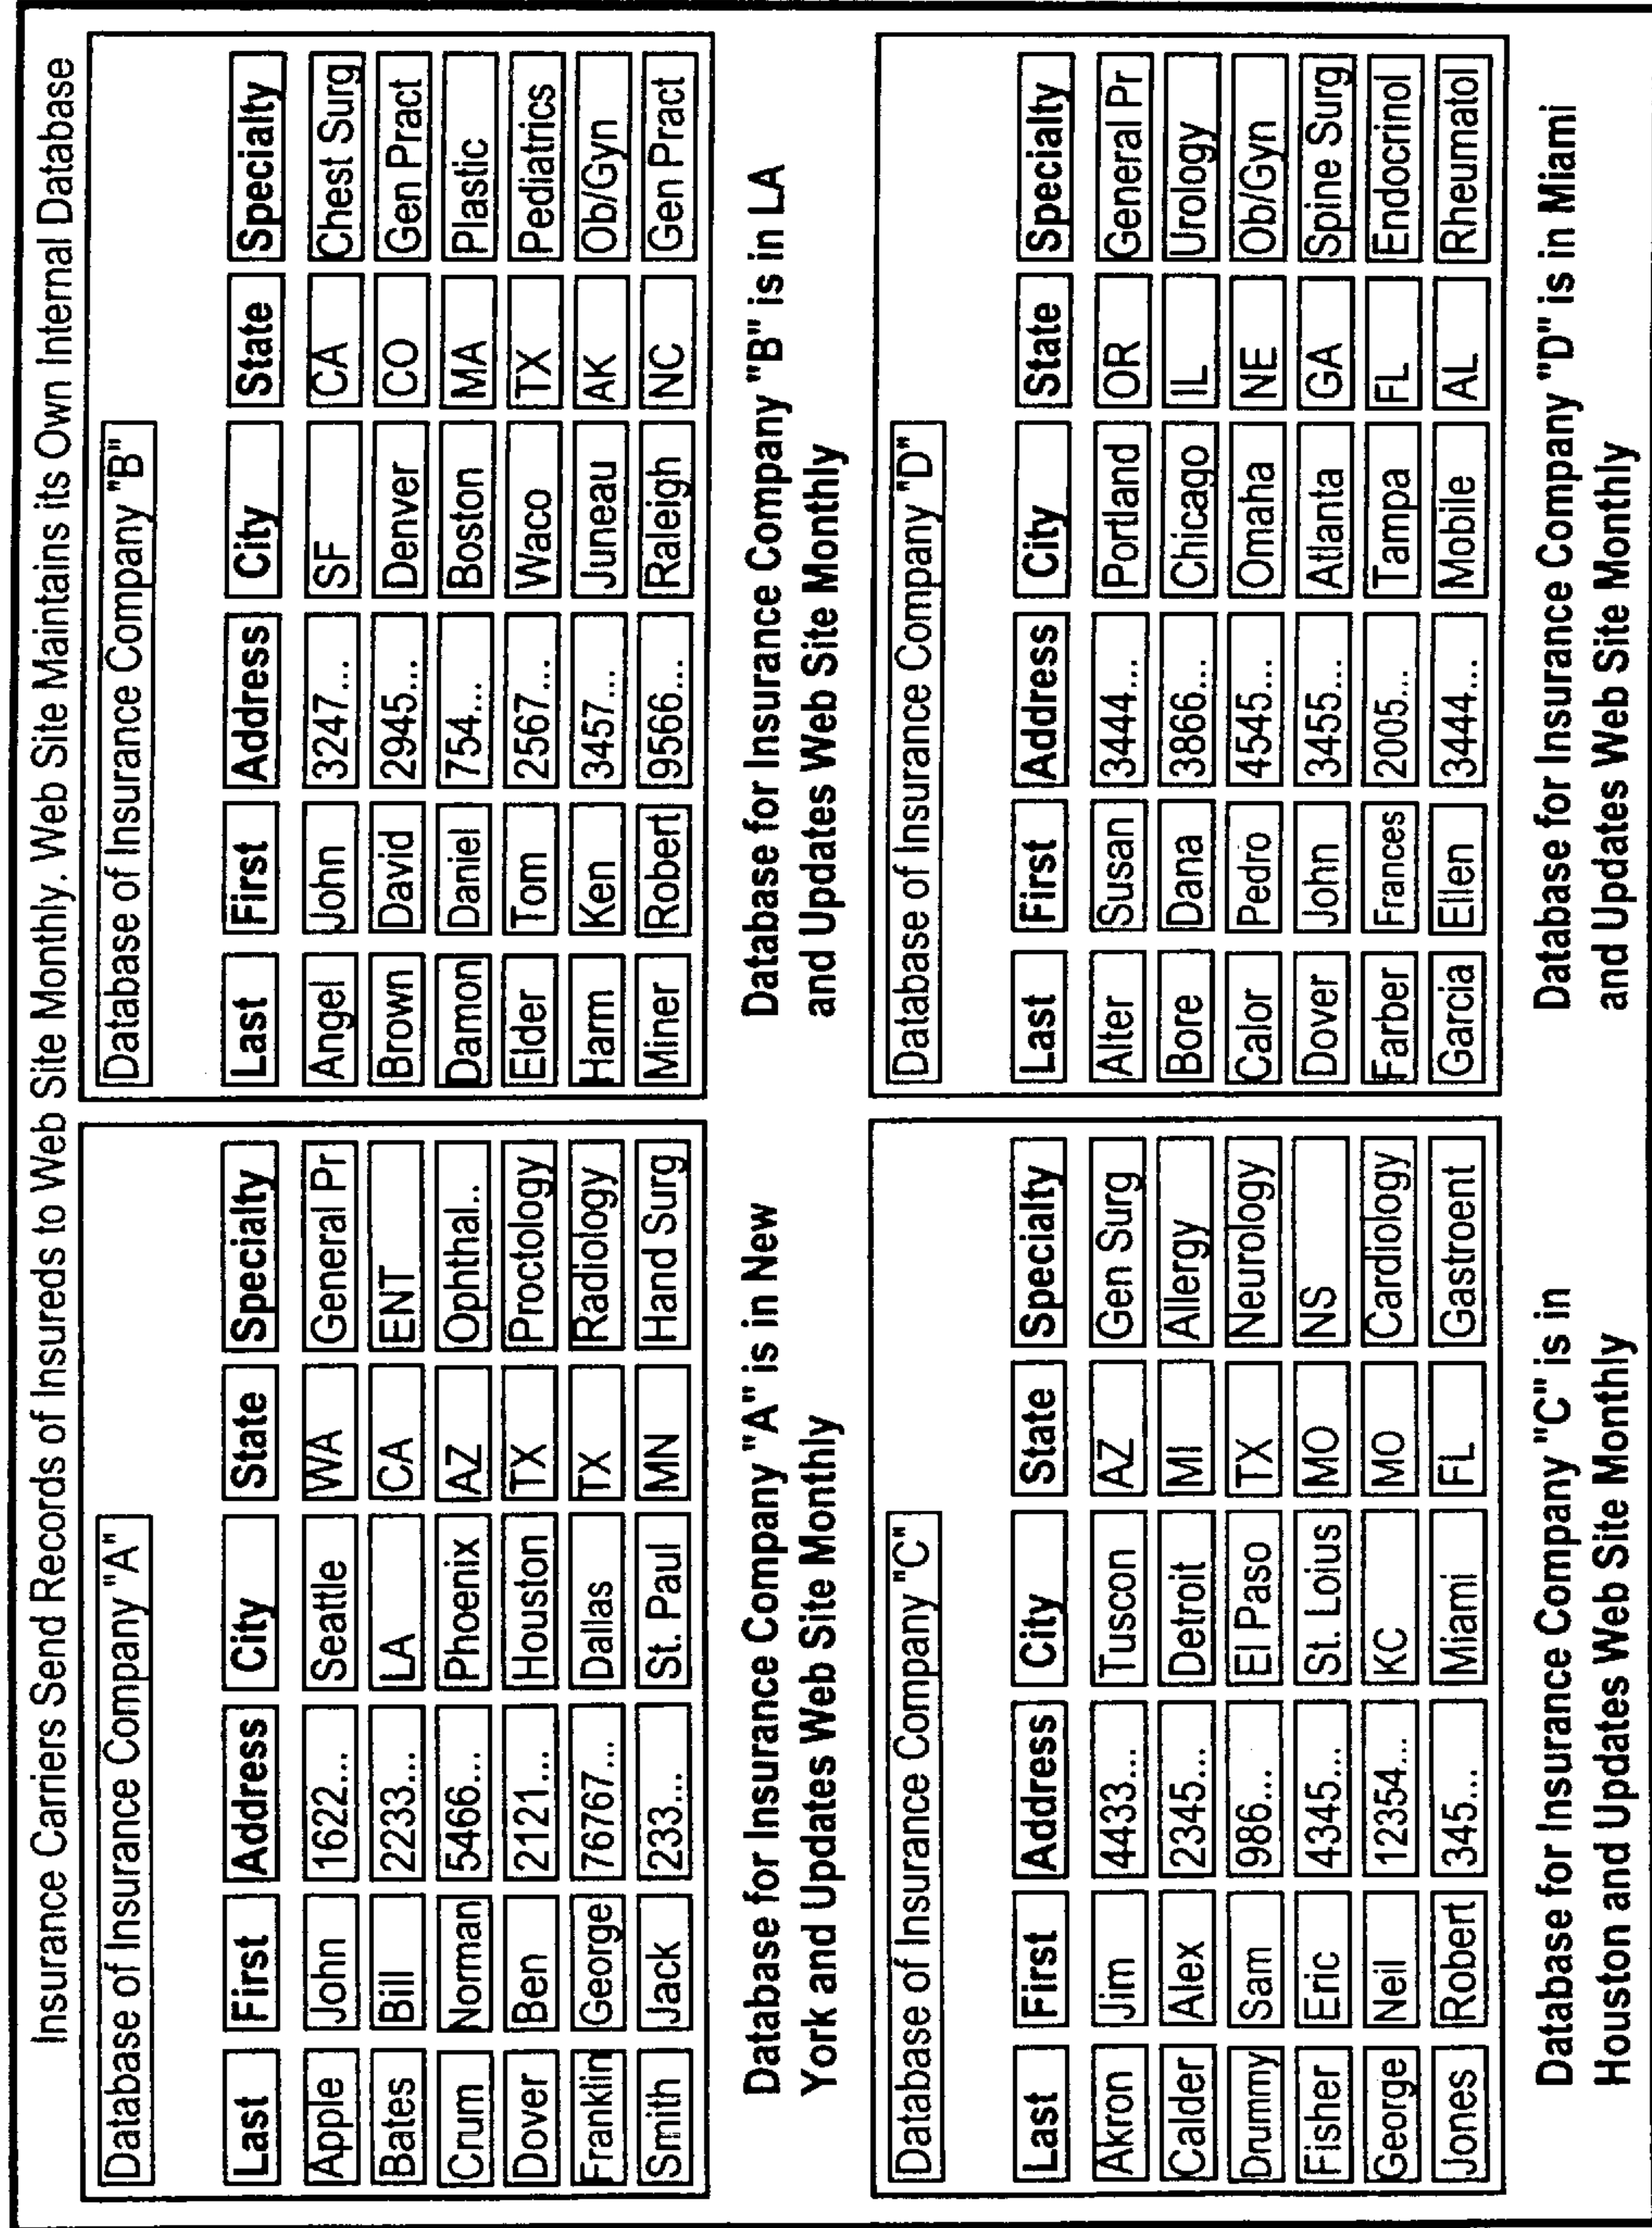 Insurance Carriers Send Records of Insureds to Web Site Monthly. Web Site Maintains its Own Internal Database
Database of Insurance Company "A"
Last First Address City State Specialty
Apple John 1622... Seattle WA General Pr
Bates Bill 2233... LA CA ENT
Crum Norman 5466... Phoenix AZ Ophthal..
Dover Ben 2121... Houston TX Proctology
Franklin George 76767... Dallas TX Radiology
Smith Jack 233... St. Paul MN Hand Surg
Database for Insurance Company "A" is in New
York and Updates Web Site Monthly
Database of Insurance Company "B"
Last First Address City State Specialty
Angel John 3247... SF CA Chest Surg
Brown David 2945... Denver CO Gen Pract
Damon Daniel 754... Boston MA Plastic
Elder Tom 2567... Waco TX Pediatrics
Harm Ken 3457... Juneau AK Ob/Gyn
Miner Robert 9566... Raleigh NC Gen Pract
Database for Insurance Company "B" is in LA
and Updates Web Site Monthly
Database of Insurance Company "C"
Last First Address City State Specialty
Akron Jim 4433... Tuscon AZ Gen Surg
Calder Alex 2345... Detroit MI Allergy
Drummy Sam 986... El Paso TX Neurology
Fisher Eric 4345... St. Loius MO NS
George Neil 12354... KC MO Cardiology
Jones Robert 345... Miami FL Gastroent
Database for Insurance Company "C" is in
Houston and Updates Web Site Monthly
Database of Insurance Company "D"
Last First Address City State Specialty
Alter Susan 3444... Portland OR General Pr
Bore Dana 3866... Chicago IL Urology
Calor Pedro 4545... Omaha NE Ob/Gyn
Dover John 3455... Atlanta GA Spine Surg
Farber Frances 2005... Tampa FL Endocrinol
Garcia Ellen 3444... Mobile AL Rheumatol
Database for Insurance Company "D" is in Miami
and Updates Web Site Monthly